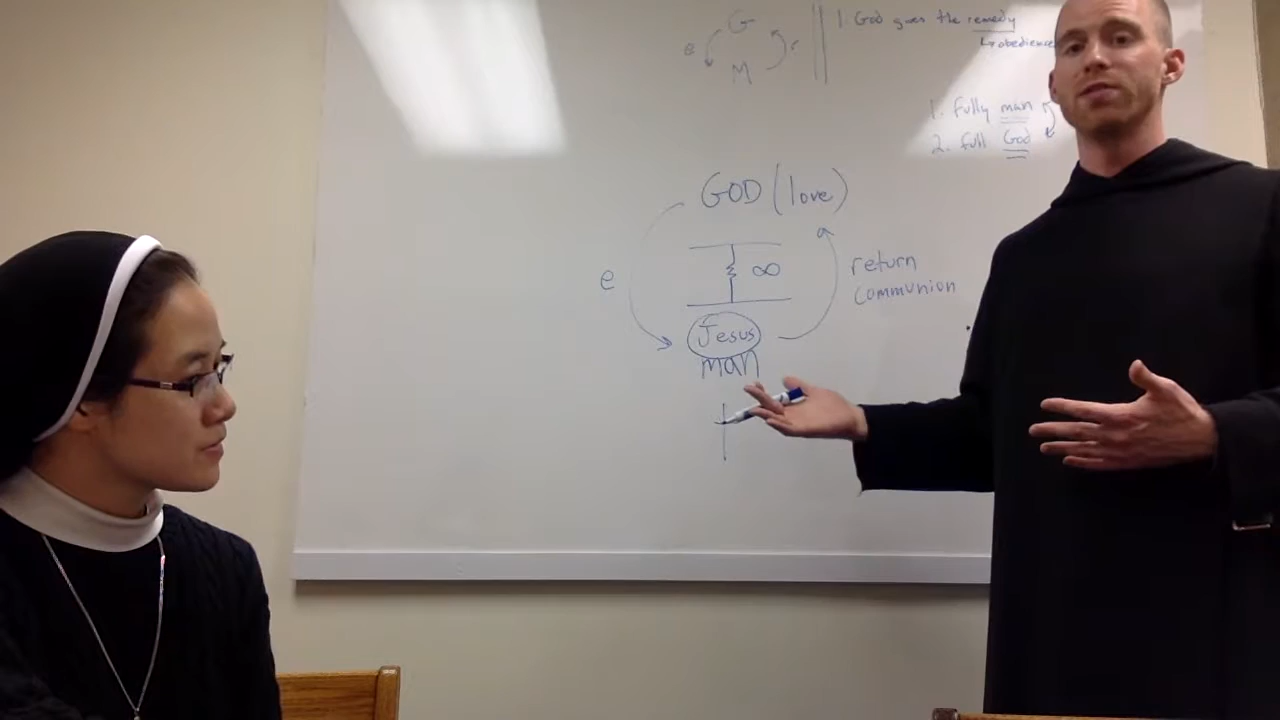 G
1. God gives the remedy
↳ obedience
e
r
M
1. fully man
2. full God
GOD (love)
e
∞
return
communion
Jesus
man